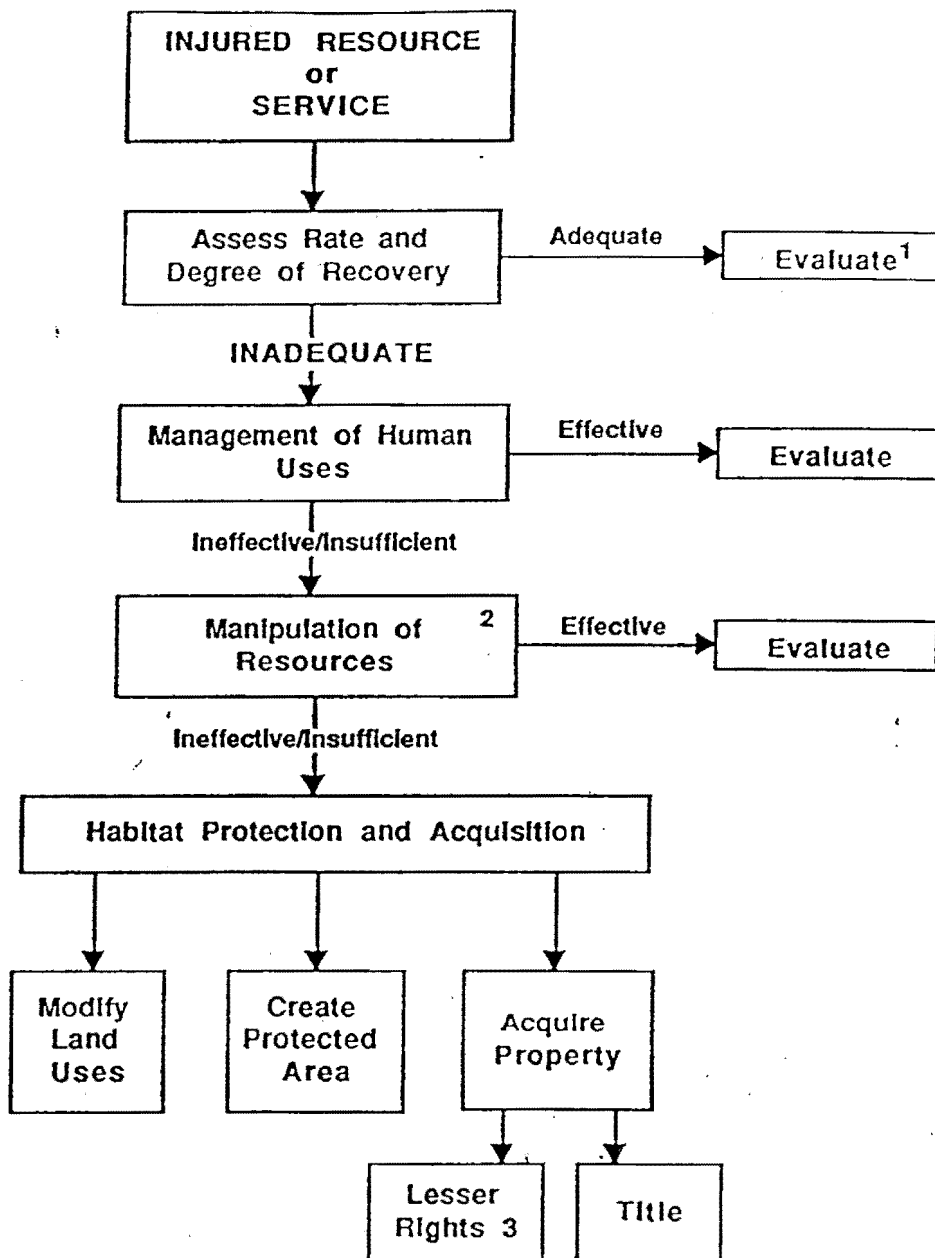 INJURED RESOURCE
or
SERVICE
Assess Rate and
Degree of Recovery
Adequate
Evaluate1
INADEQUATE
Management of Human
Uses
Effective
Evaluate
Ineffective/Insufficient
Manipulation of 2
Resources
Effective
Evaluate
Ineffective/Insufficient
Habitat Protection and Acquisition
Modify
Land
Uses
Create
Protected
Area
Acquire
Property
Lesser
Rights 3
Title